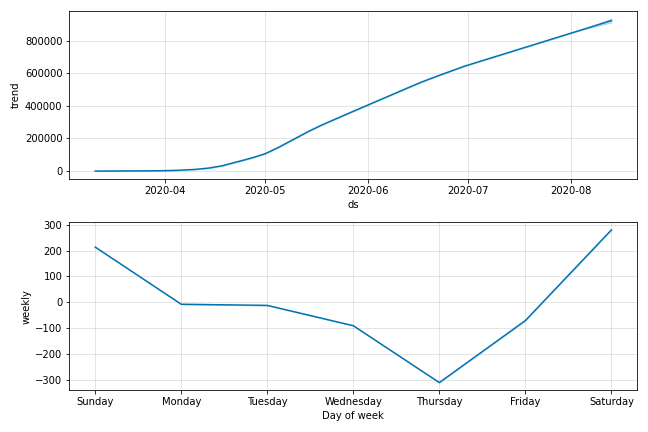 800000
600000
400000
200000
0
trend
2020-04 2020-05 2020-06 2020-07 2020-08
ds
300
200
100
0
−100
−200
−300
weekly
Sunday Monday Tuesday Wednesday Thursday Friday Saturday
Day of week